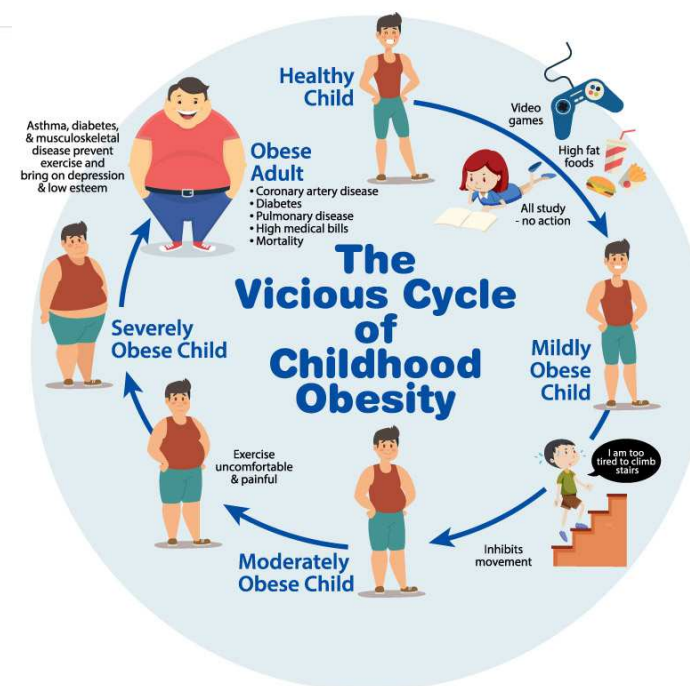 The
Vicious Cycle
of
Childhood
Obesity
Healthy
Child
Video
games
High fat
foods
All study
- no action
Mildly
Obese
Child
I am too
tired to climb
stairs
Inhibits
movement
Moderately
Obese Child
Exercise
uncomfortable
& painful
Severely
Obese Child
Asthma, diabetes,
& musculoskeletal
disease prevent
exercise and
bring on depression
& low esteem
Obese
Adult
• Coronary artery disease
• Diabetes
• Pulmonary disease
• High medical bills
• Mortality